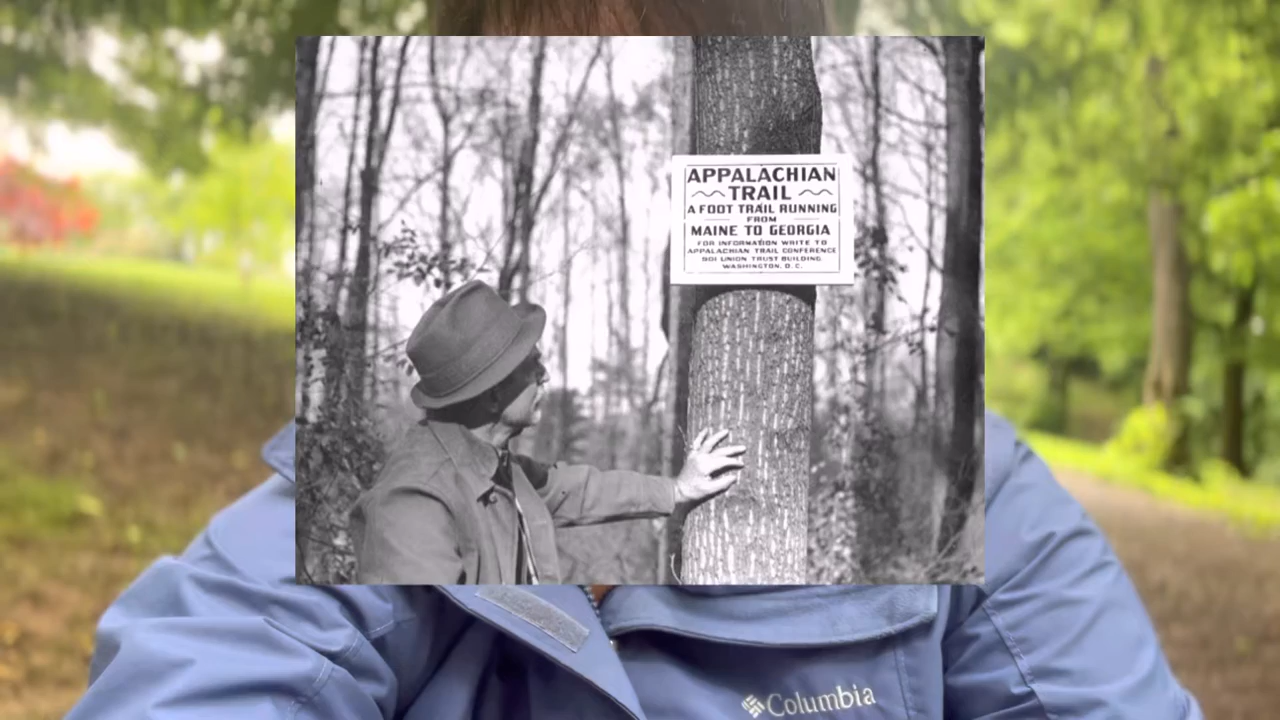 APPALACHIAN
TRAIL
A FOOT TRAIL RUNNING
FROM
MAINE TO GEORGIA
FOR INFORMATION WRITE TO
APPALACHIAN TRAIL CONFERENCE
901 UNION TRUST BUILDING
WASHINGTON, D.C.
Columbia